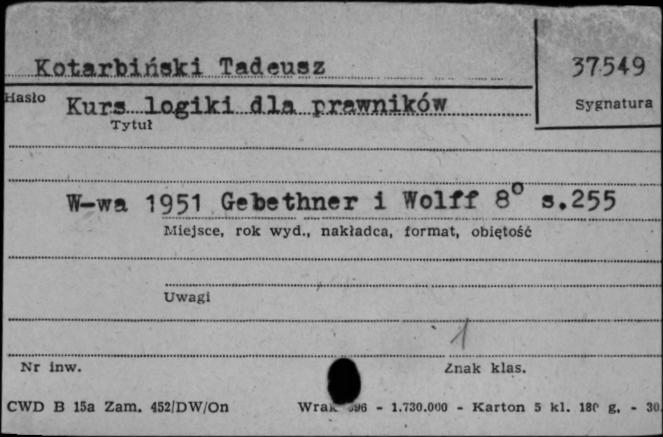 Kotarbiński Tadeusz
37549
Hasło Kurs logiki dla prawników
Sygnatura
Tytuł
W-wa 1951 Gebethner i Wolff 8° s.255
Miejsce, rok wyd., nakładca, format, objętość
Uwagi
1
Nr inw.
Znak klas.
CWD B 15a Zam. 452/DW/On
- 1.730.000 - Karton 5 kl. 180 g. - 30.